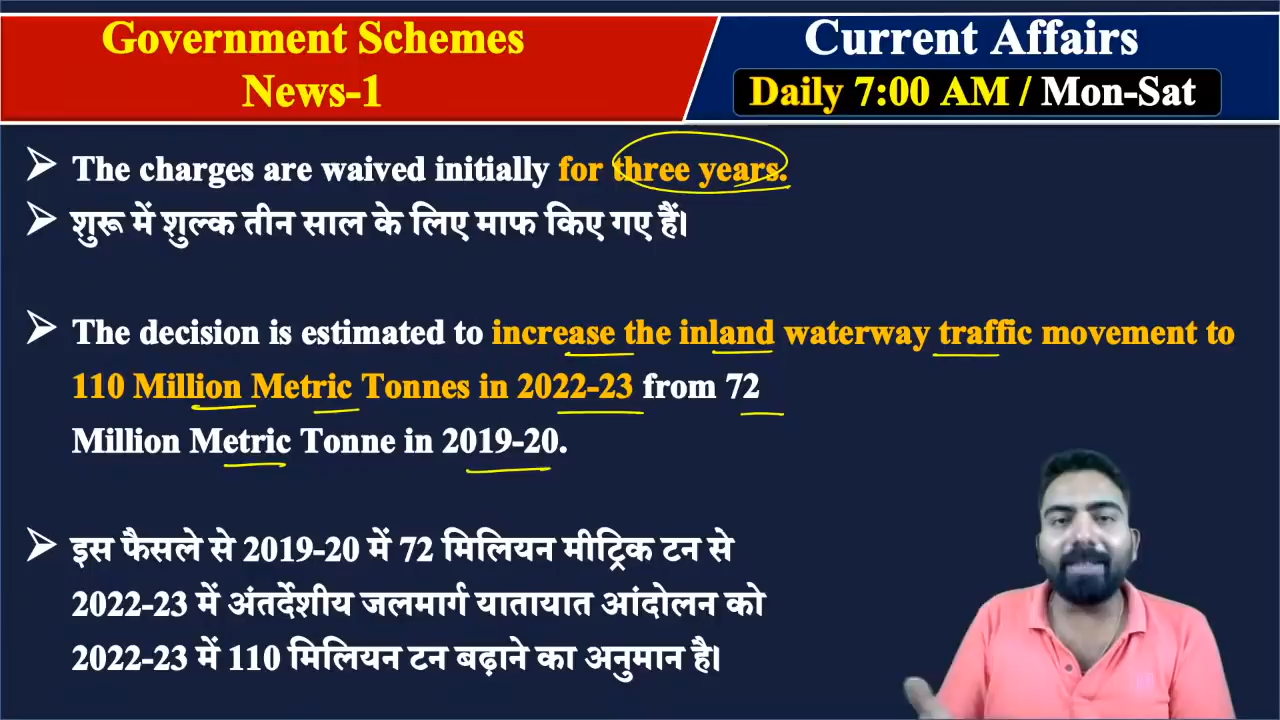 Government Schemes
News-1
Current Affairs
Daily 7:00 AM / Mon-Sat
The charges are waived initially for three years.
शुरू में शुल्क तीन साल के लिए माफ किए गए हैं।
The decision is estimated to increase the inland waterway traffic movement to
110 Million Metric Tonnes in 2022-23 from 72
Million Metric Tonne in 2019-20.
इस फैसले से 2019-20 में 72 मिलियन मीट्रिक टन से
2022-23 में अंतर्देशीय जलमार्ग यातायात आंदोलन को
2022-23 में 110 मिलियन टन बढ़ाने का अनुमान है।